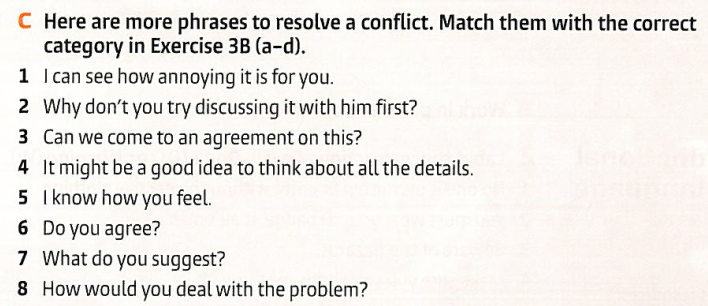 C Here are more phrases to resolve a conflict. Match them with the correct
category in Exercise 3B (a–d).
1 I can see how annoying it is for you.
2 Why don't you try discussing it with him first?
3 Can we come to an agreement on this?
4 It might be a good idea to think about all the details.
5 I know how you feel.
6 Do you agree?
7 What do you suggest?
8 How would you deal with the problem?